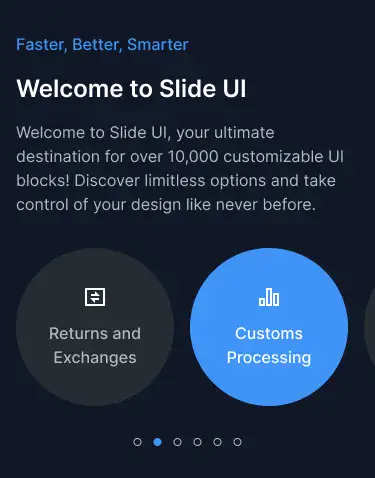 Faster, Better, Smarter
Welcome to Slide UI
Welcome to Slide UI, your ultimate
destination for over 10,000 customizable UI
blocks! Discover limitless options and take
control of your design like never before.
Returns and
Exchanges
Customs
Processing